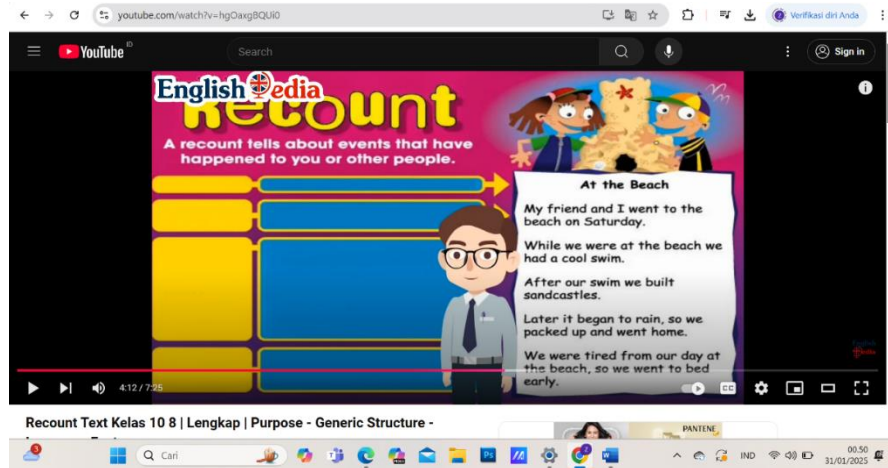 youtube.com/watch?v=hgOaxgBQUi0
Verifikasi diri Anda
YouTube ID
Search
Sign in
English Pedia
Recount
A recount tells about events that have
happened to you or other people.
At the Beach
My friend and I went to the
beach on Saturday.
While we were at the beach we
had a cool swim.
After our swim we built
sandcastles.
Later it began to rain, so we
packed up and went home.
We were tired from our day at
the beach, so we went to bed
early.
4:12 / 7:25
CC
Recount Text Kelas 10 8 | Lengkap | Purpose - Generic Structure -
PANTENE
3
Cari
IND
00.50
31/01/2025